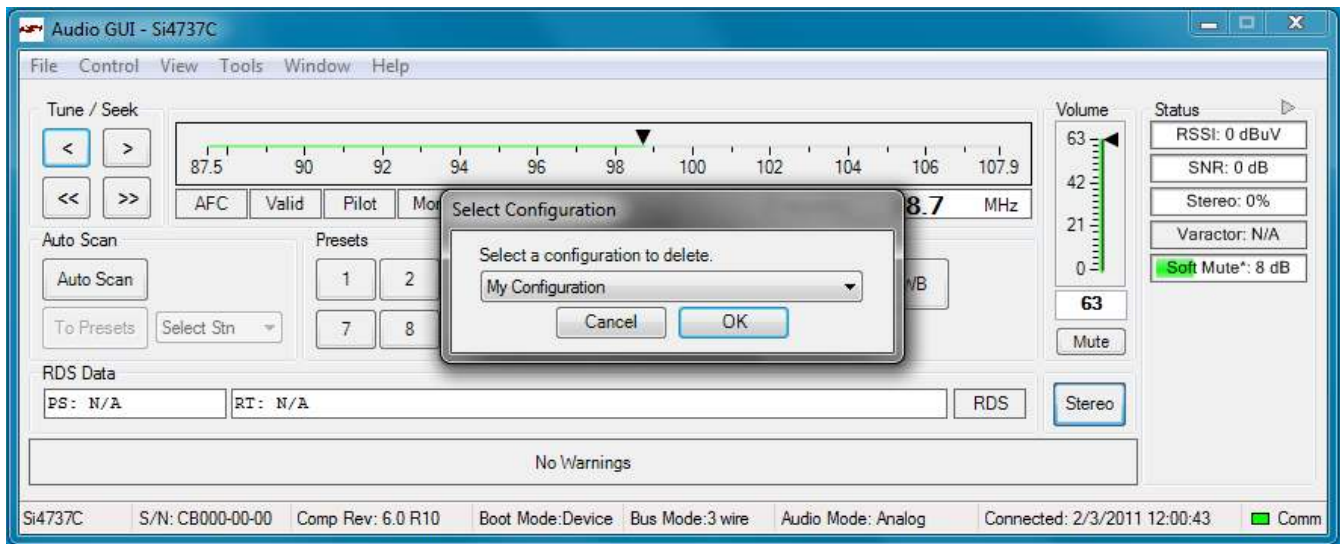 Audio GUI - Si4737C
File Control View Tools Window Help
Tune / Seek
< >
<< >>
87.5 90 92 94 96 98 100 102 104 106 107.9
AFC Valid Pilot 8.7 MHz
Volume
63
42
21
0
63
Mute
Stereo
Status
RSSI: 0 dBuV
SNR: 0 dB
Stereo: 0%
Varactor: N/A
Soft Mute*: 8 dB
Auto Scan
Auto Scan
To Presets Select Stn
Presets
1 2
7 8
Select Configuration
Select a configuration to delete.
My Configuration
Cancel OK
RDS Data
PS: N/A RT: N/A RDS
No Warnings
Si4737C S/N: CB000-00-00 Comp Rev: 6.0 R10 Boot Mode:Device Bus Mode:3 wire Audio Mode: Analog Connected: 2/3/2011 12:00:43 Comm